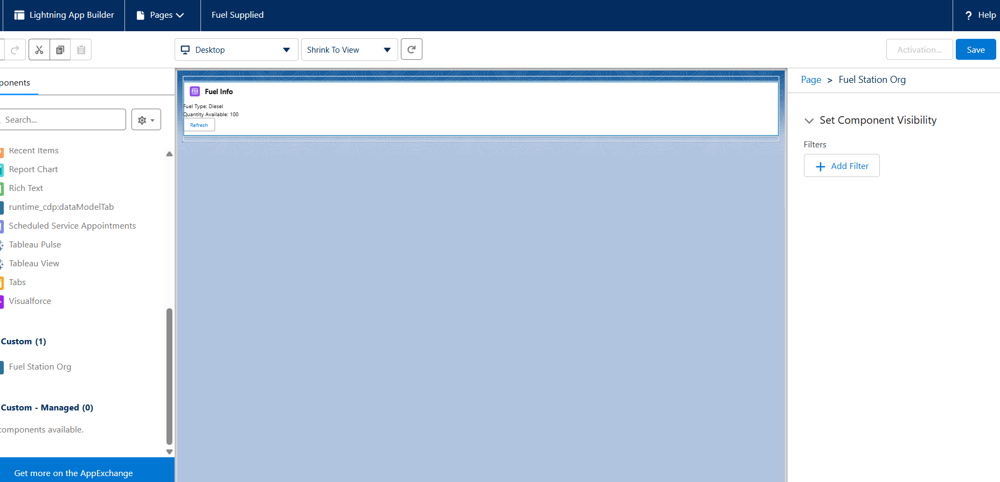 Lightning App Builder
Pages
Fuel Supplied
? Help
Desktop
Shrink To View
Activation...
Save
ponents
Search...
Recent Items
Report Chart
Rich Text
runtime_cdp:dataModelTab
Scheduled Service Appointments
Tableau Pulse
Tableau View
Tabs
Visualforce
Custom (1)
Fuel Station Org
Custom - Managed (0)
components available.
Get more on the AppExchange
Fuel Info
Fuel Type: Diesel
Quantity Available: 100
Refresh
Page > Fuel Station Org
Set Component Visibility
Filters
+ Add Filter